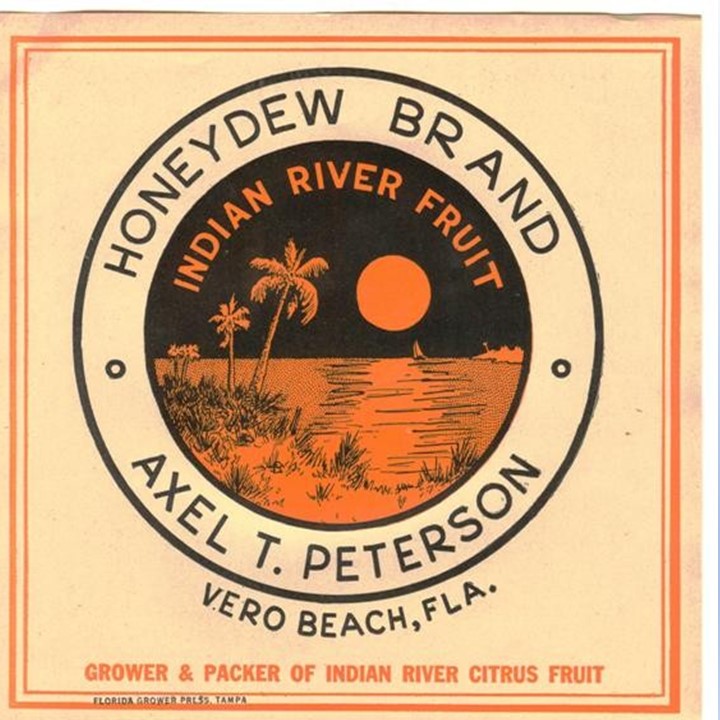 HONEYDEW BRAND
INDIAN RIVER FRUIT
AXEL T. PETERSON
VERO BEACH, FLA.
GROWER & PACKER OF INDIAN RIVER CITRUS FRUIT
FLORIDA GROWER PRESS, TAMPA